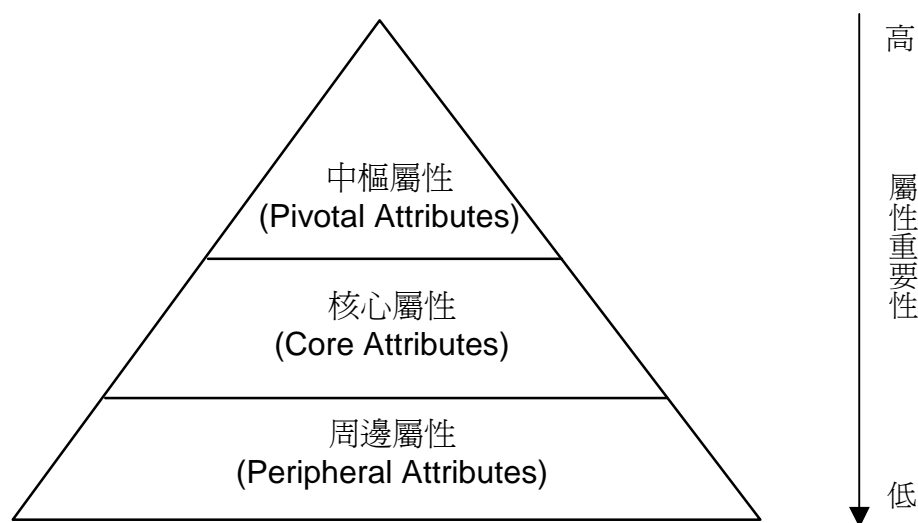 中樞屬性
(Pivotal Attributes)
核心屬性
(Core Attributes)
周邊屬性
(Peripheral Attributes)
高
屬性重要性
低